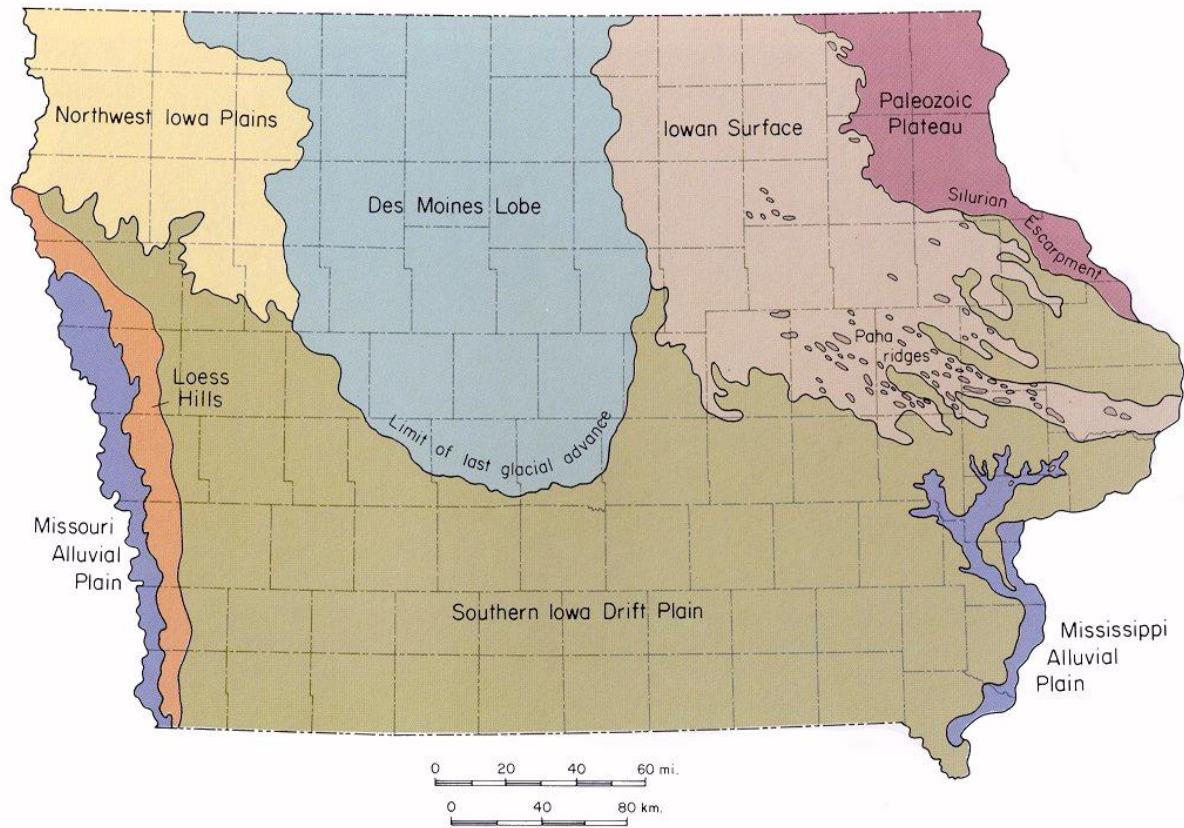 Northwest Iowa Plains
Des Moines Lobe
Iowan Surface
Paleozoic
Plateau
Silurian
Escarpment
Paha
ridges
Loess
Hills
Limit of last glacial advance
Missouri
Alluvial
Plain
Southern Iowa Drift Plain
Mississippi
Alluvial
Plain
0 20 40 60 mi.
0 40 80 km.